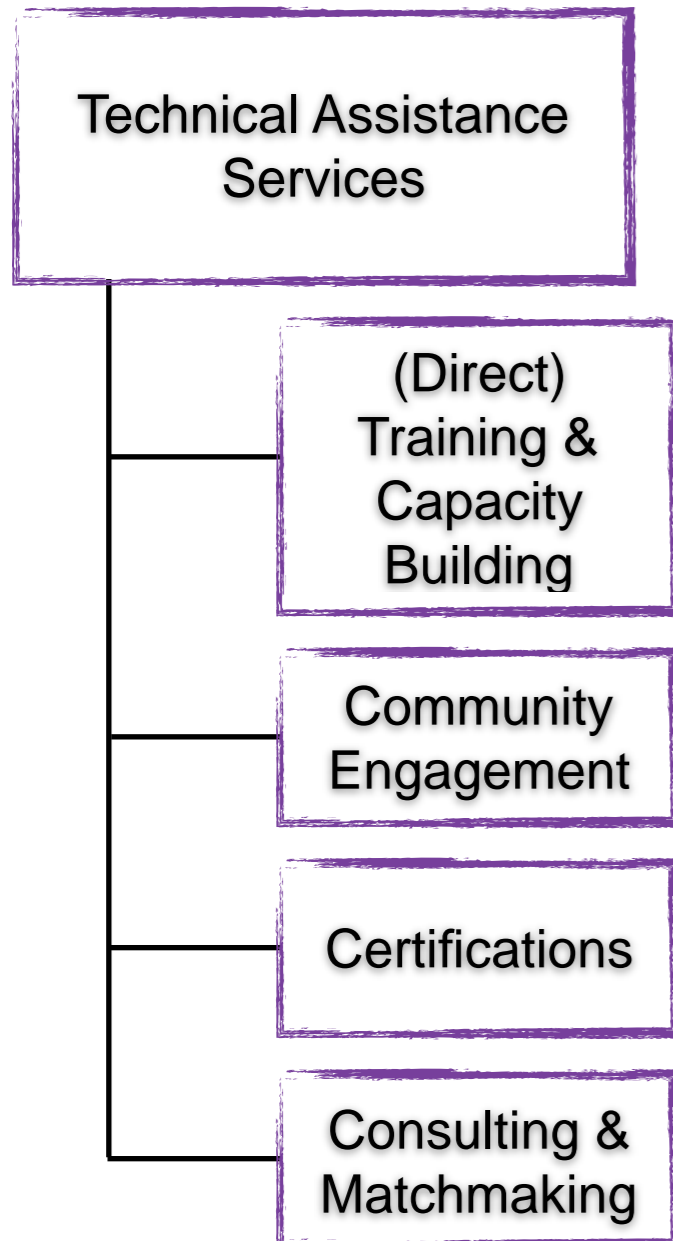 Technical Assistance
Services
(Direct)
Training &
Capacity
Building
Community
Engagement
Certifications
Consulting &
Matchmaking